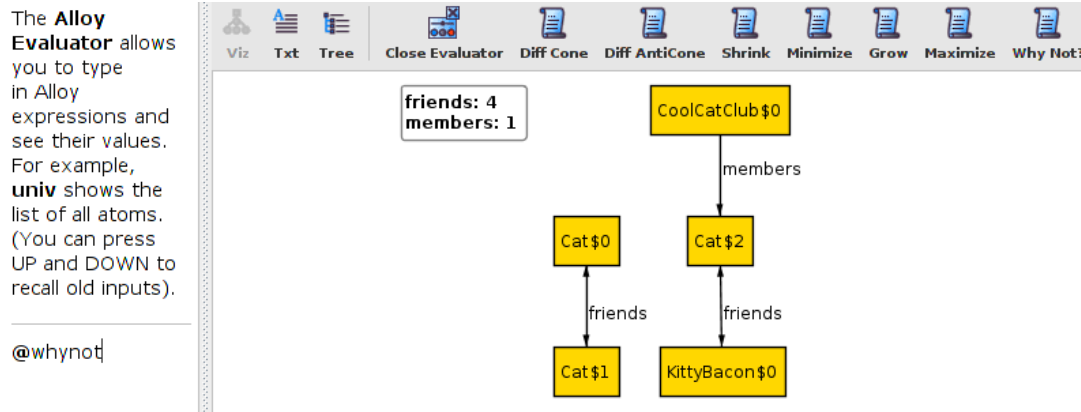 The Alloy
Evaluator allows
you to type
in Alloy
expressions and
see their values.
For example,
univ shows the
list of all atoms.
(You can press
UP and DOWN to
recall old inputs).
@whynot
Viz Txt Tree Close Evaluator Diff Cone Diff AntiCone Shrink Minimize Grow Maximize Why Not?
friends: 4
members: 1
CoolCatClub$0
members
Cat$0 Cat$2
friends friends
Cat$1 KittyBacon$0